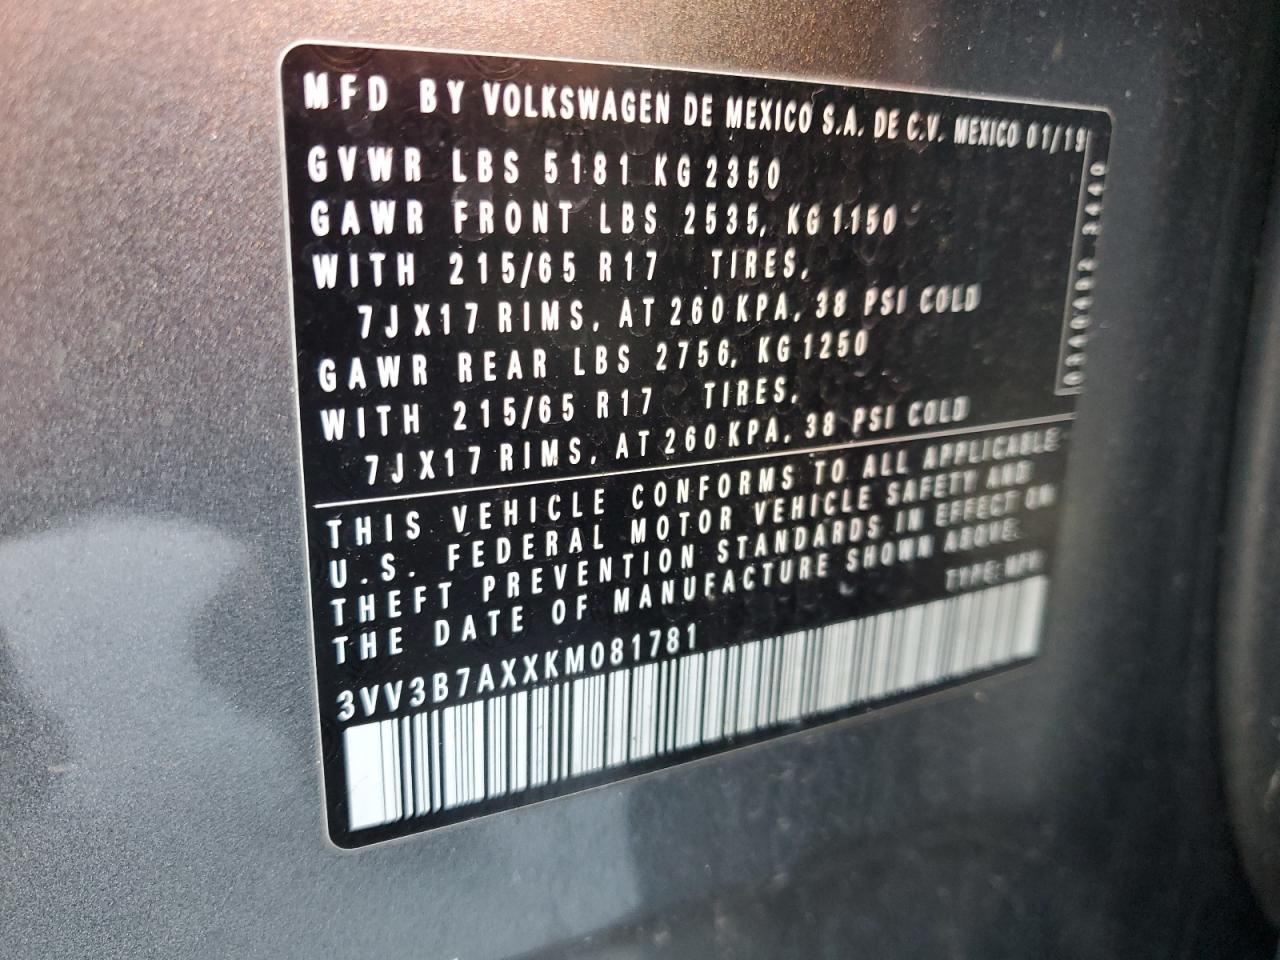 MFD BY VOLKSWAGEN DE MEXICO S.A. DE C.V. MEXICO 01/19
GVWR LBS 5181 KG 2350
GAWR FRONT LBS 2535, KG 1150
WITH 215/65 R17 TIRES,
7JX17 RIMS, AT 260 KPA, 38 PSI COLD
GAWR REAR LBS 2756, KG 1250
WITH 215/65 R17 TIRES,
7JX17 RIMS, AT 260 KPA, 38 PSI COLD
THIS VEHICLE CONFORMS TO ALL APPLICABLE
U.S. FEDERAL MOTOR VEHICLE SAFETY AND
THEFT PREVENTION STANDARDS IN EFFECT ON
THE DATE OF MANUFACTURE SHOWN ABOVE.
TYPE: MPV
3VV3B7AXXKM081781